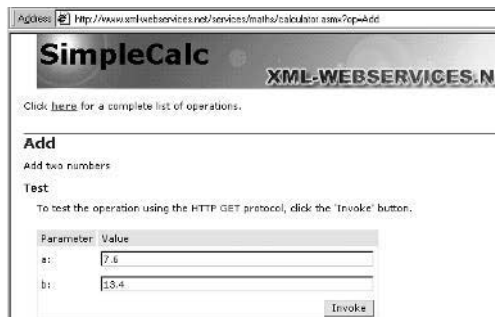 Address http://www.xml-webservices.net/services/maths/calculator.asmx?op=Add
SimpleCalc
XML-WEBSERVICES.N
Click here for a complete list of operations.
Add
Add two numbers
Test
To test the operation using the HTTP GET protocol, click the 'Invoke' button.
Parameter Value
a: 7.6
b: 13.4
Invoke